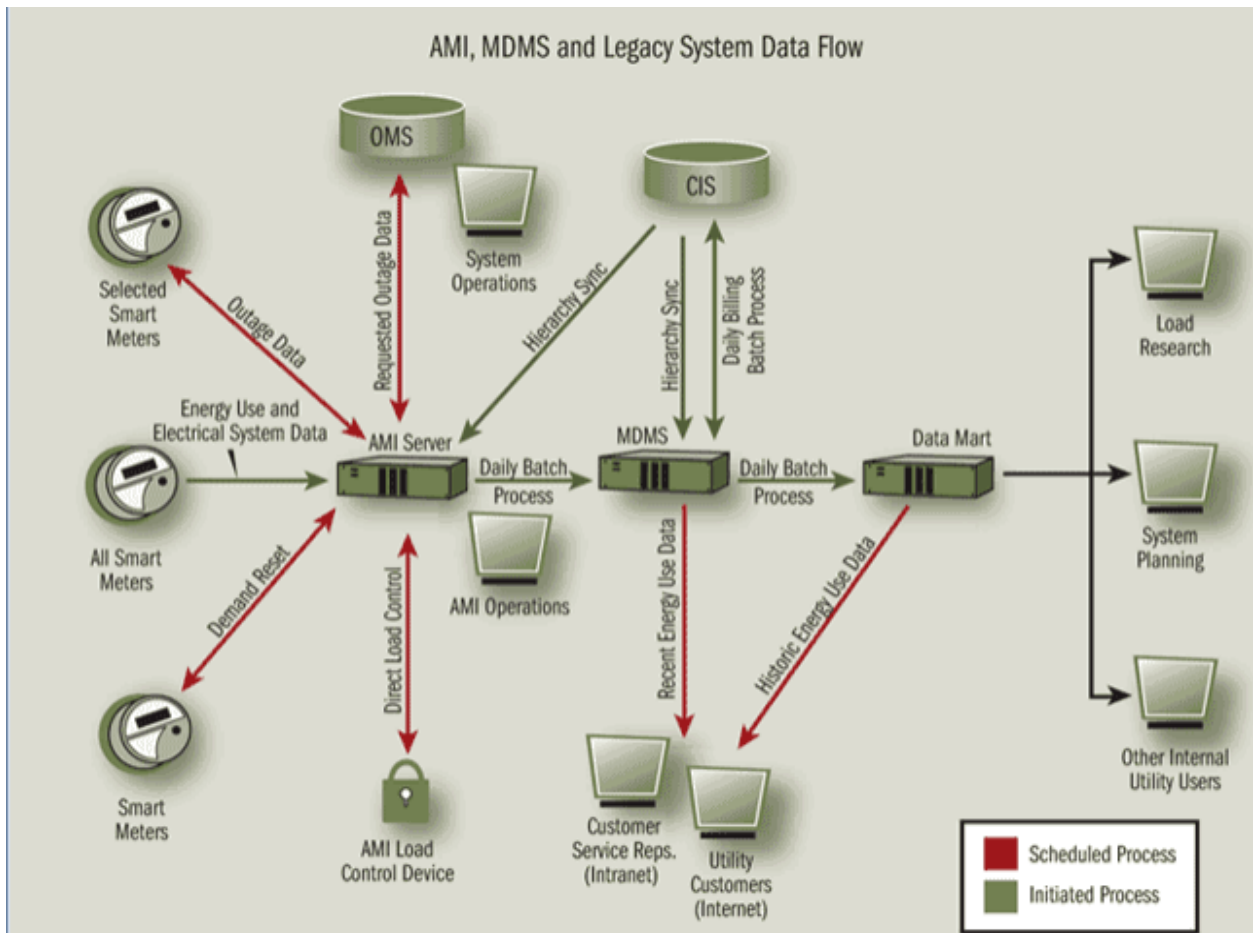 AMI, MDMS and Legacy System Data Flow
OMS
CIS
System
Operations
Selected
Smart
Meters
Outage Data
Requested Outage Data
Hierarchy Sync
Hierarchy Sync
Daily Billing
Batch Process
Load
Research
Energy Use and
Electrical System Data
AMI Server
MDMS
Data Mart
Daily Batch
Process
Daily Batch
Process
All Smart
Meters
AMI Operations
System
Planning
Demand Reset
Direct Load Control
Recent Energy Use Data
Historic Energy Use Data
Smart
Meters
AMI Load
Control Device
Customer
Service Reps.
(Intranet)
Utility
Customers
(Internet)
Other Internal
Utility Users
Scheduled Process
Initiated Process